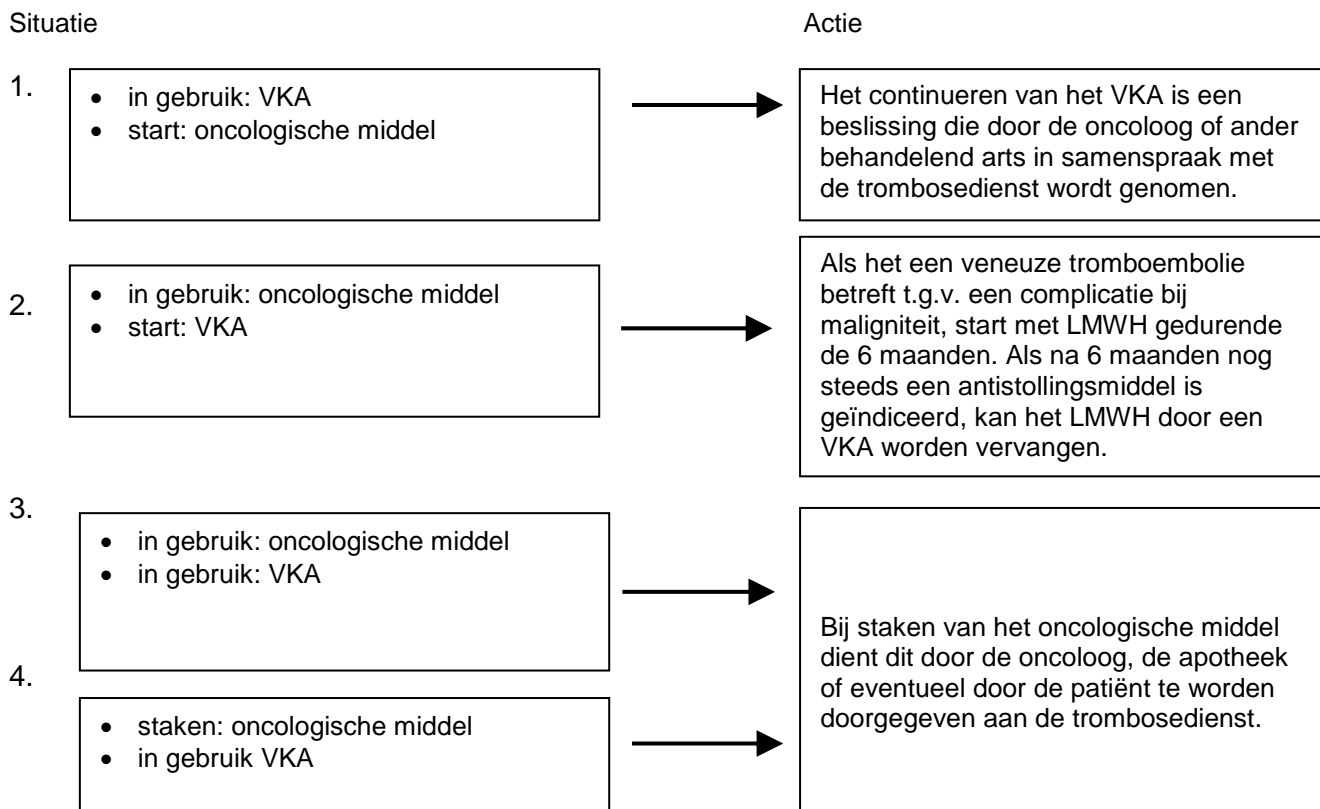 Situatie
Actie
1.
• in gebruik: VKA
• start: oncologische middel
Het continueren van het VKA is een
beslissing die door de oncoloog of ander
behandelend arts in samenspraak met
de trombosedienst wordt genomen.
2.
• in gebruik: oncologische middel
• start: VKA
Als het een veneuze tromboembolie
betreft t.g.v. een complicatie bij
maligniteit, start met LMWH gedurende
de 6 maanden. Als na 6 maanden nog
steeds een antistollingsmiddel is
geïndiceerd, kan het LMWH door een
VKA worden vervangen.
3.
• in gebruik: oncologische middel
• in gebruik: VKA
4.
• staken: oncologische middel
• in gebruik VKA
Bij staken van het oncologische middel
dient dit door de oncoloog, de apotheek
of eventueel door de patiënt te worden
doorgegeven aan de trombosedienst.